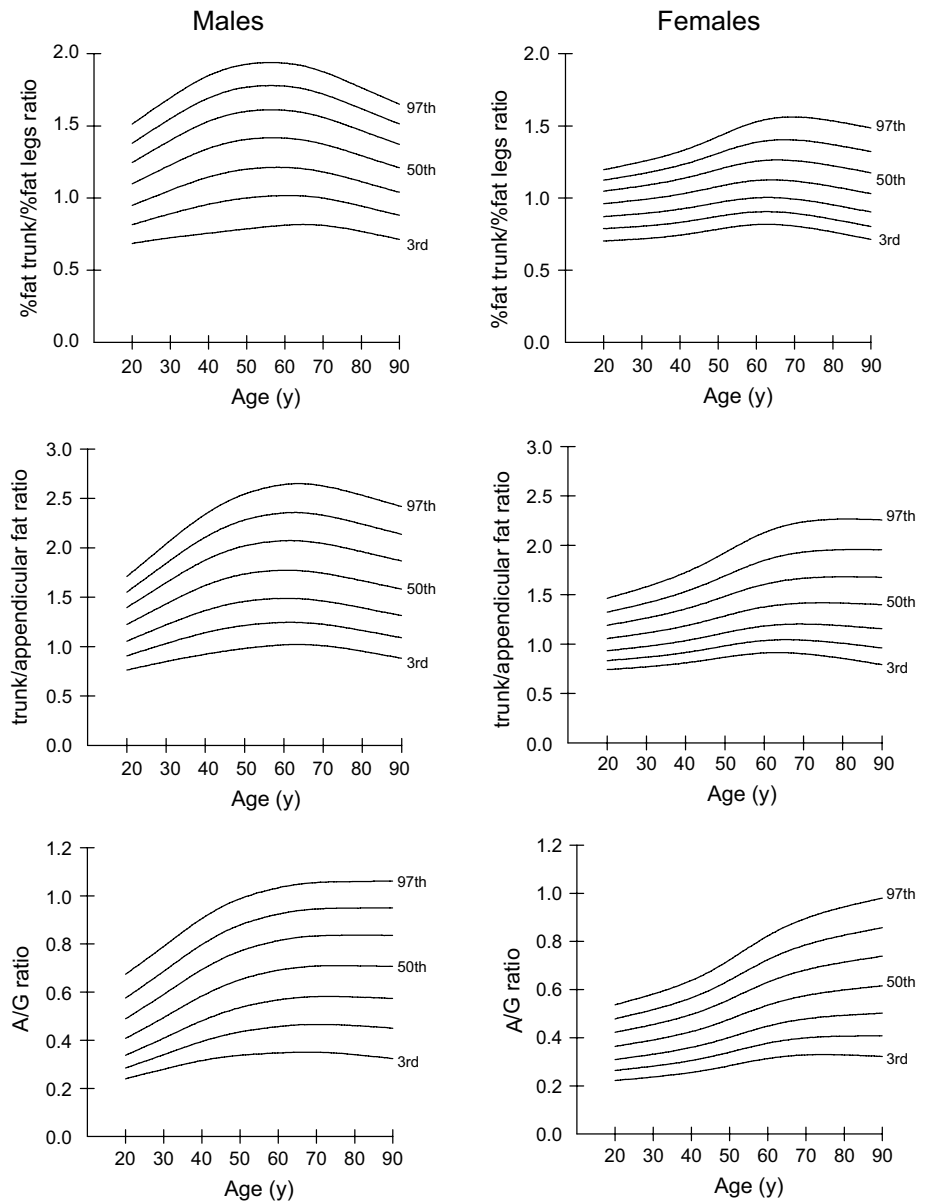 Males
%fat trunk/%fat legs ratio
2.0
1.5
1.0
0.5
0.0
97th
50th
3rd
20 30 40 50 60 70 80 90
Age (y)
Females
%fat trunk/%fat legs ratio
2.0
1.5
1.0
0.5
0.0
97th
50th
3rd
20 30 40 50 60 70 80 90
Age (y)
trunk/appendicular fat ratio
3.0
2.5
2.0
1.5
1.0
0.5
0.0
97th
50th
3rd
20 30 40 50 60 70 80 90
Age (y)
trunk/appendicular fat ratio
3.0
2.5
2.0
1.5
1.0
0.5
0.0
97th
50th
3rd
20 30 40 50 60 70 80 90
Age (y)
A/G ratio
1.2
1.0
0.8
0.6
0.4
0.2
0.0
97th
50th
3rd
20 30 40 50 60 70 80 90
Age (y)
A/G ratio
1.2
1.0
0.8
0.6
0.4
0.2
0.0
97th
50th
3rd
20 30 40 50 60 70 80 90
Age (y)